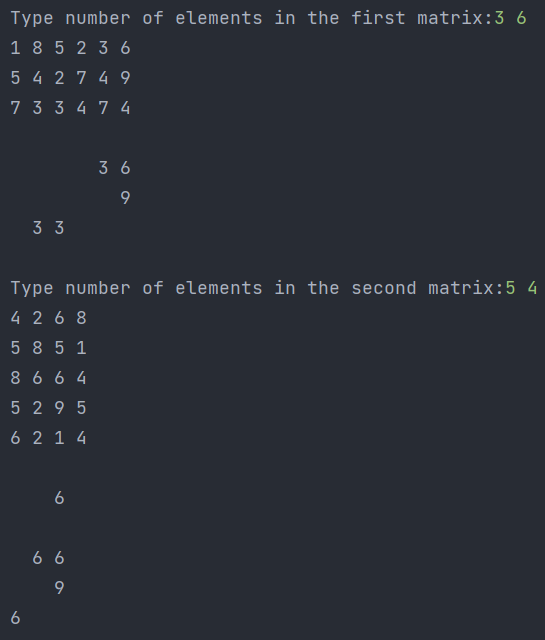 Type number of elements in the first matrix:3 6
1 8 5 2 3 6
5 4 2 7 4 9
7 3 3 4 7 4
        3 6
          9
  3 3
Type number of elements in the second matrix:5 4
4 2 6 8
5 8 5 1
8 6 6 4
5 2 9 5
6 2 1 4
    6
  6 6
    9
6